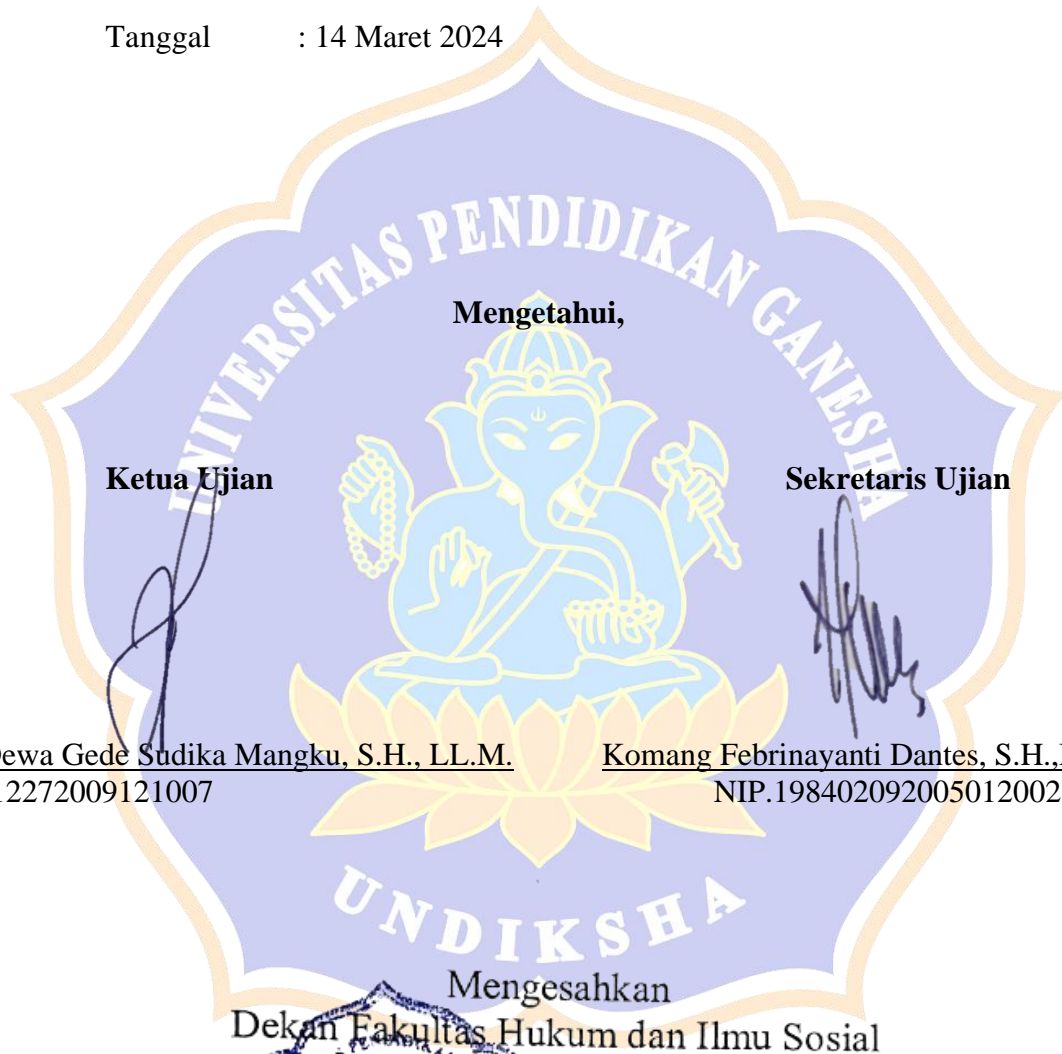 Tanggal : 14 Maret 2024
UNIVERSITAS PENDIDIKAN GANESHA
Mengetahui,
Ketua Ujian Sekretaris Ujian
Dewa Gede Sudika Mangku, S.H., LL.M. Komang Febrinayanti Dantes, S.H.,
12272009121007 NIP.198402092005012002
UNDIKSHA
Mengesahkan
Dekan Fakultas Hukum dan Ilmu Sosial